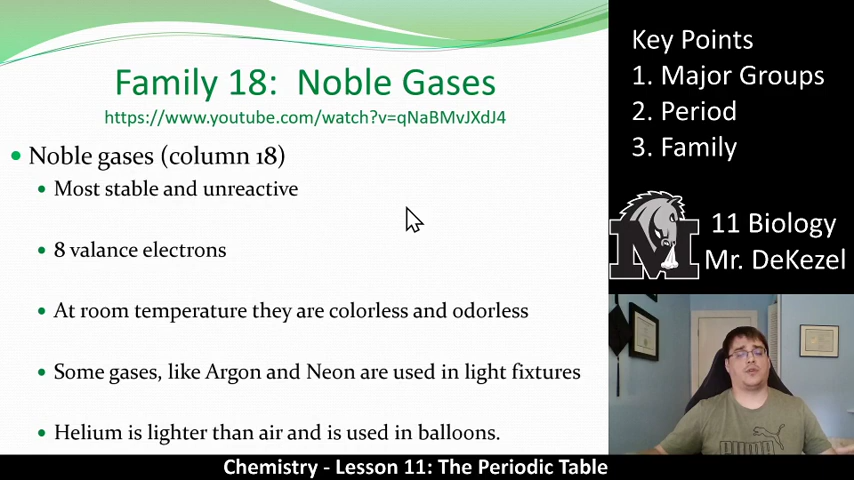 Family 18:  Noble Gases
https://www.youtube.com/watch?v=qNaBMvJXdJ4
Noble gases (column 18)
Most stable and unreactive
8 valance electrons
At room temperature they are colorless and odorless
Some gases, like Argon and Neon are used in light fixtures
Helium is lighter than air and is used in balloons.
Key Points
1. Major Groups
2. Period
3. Family
M
11 Biology
Mr. DeKezel
PUMA
Chemistry - Lesson 11: The Periodic Table